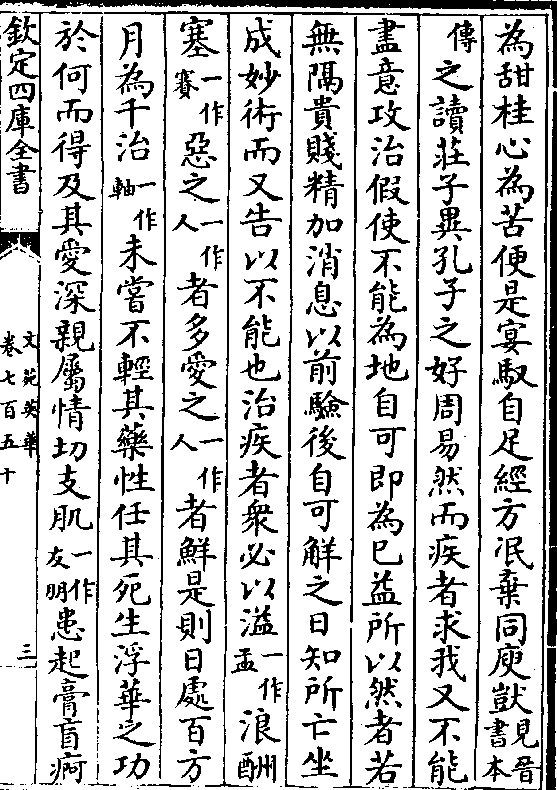 為甜桂心為苦便是宴馭自足經方泯棄同庾獣見晉書本
傳之讀莊子異孔子之好周易然而疾者求我又不能
盡意攻治假使不能為地自可即為已益所以然者若
無隔貴賤精加消息以前驗後自可解之日知所亡坐
成妙術而又告以不能也治疾者衆必以溢一作盂浪酬
塞一作賽惡之一作人者多愛之一作人者鮮是則日處百方
月為千治一作軸未嘗不輕其藥性任其死生浮華之功
於何而得及其愛深親屬情切支肌一作友明患起膏肓痾
欽定四庫全書
文苑英華
卷七百五十
三